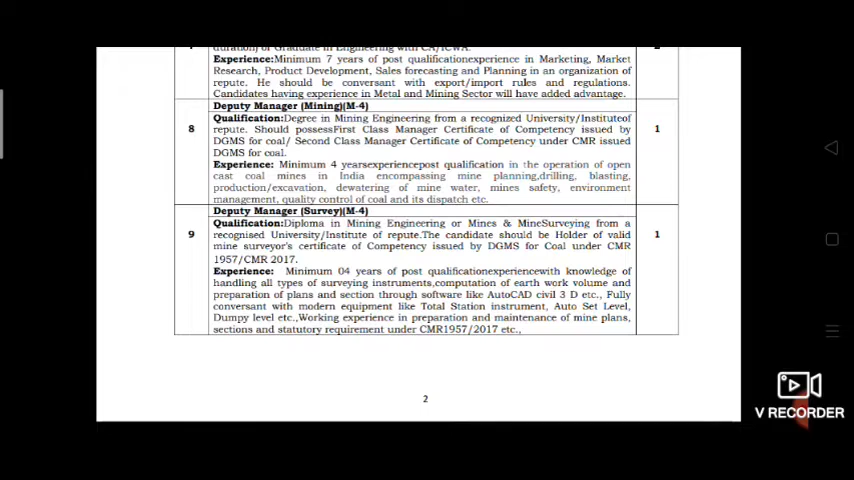 duration) or Graduate in Engineering with CA/ICWA.
Experience:Minimum 7 years of post qualificationexperience in Marketing, Market
Research, Product Development, Sales forecasting and Planning in an organization of
repute. He should be conversant with export/import rules and regulations.
Candidates having experience in Metal and Mining Sector will have added advantage.
Deputy Manager (Mining)(M-4)
8
Qualification:Degree in Mining Engineering from a recognized University/Instituteof
repute. Should possessFirst Class Manager Certificate of Competency issued by
DGMS for coal/ Second Class Manager Certificate of Competency under CMR issued
DGMS for coal.
Experience: Minimum 4 yearsexperiencepost qualification in the operation of open
cast coal mines in India encompassing mine planning,drilling, blasting,
production/excavation, dewatering of mine water, mines safety, environment
management, quality control of coal and its dispatch etc.
1
Deputy Manager (Survey)(M-4)
9
Qualification:Diploma in Mining Engineering or Mines & MineSurveying from a
recognised University/Institute of repute.The candidate should be Holder of valid
mine surveyor's certificate of Competency issued by DGMS for Coal under CMR
1957/CMR 2017.
Experience: Minimum 04 years of post qualificationexperiencewith knowledge of
handling all types of surveying instruments,computation of earth work volume and
preparation of plans and section through software like AutoCAD civil 3 D etc., Fully
conversant with modern equipment like Total Station instrument, Auto Set Level,
Dumpy level etc.,Working experience in preparation and maintenance of mine plans,
sections and statutory requirement under CMR1957/2017 etc.,
1
2
V RECORDER